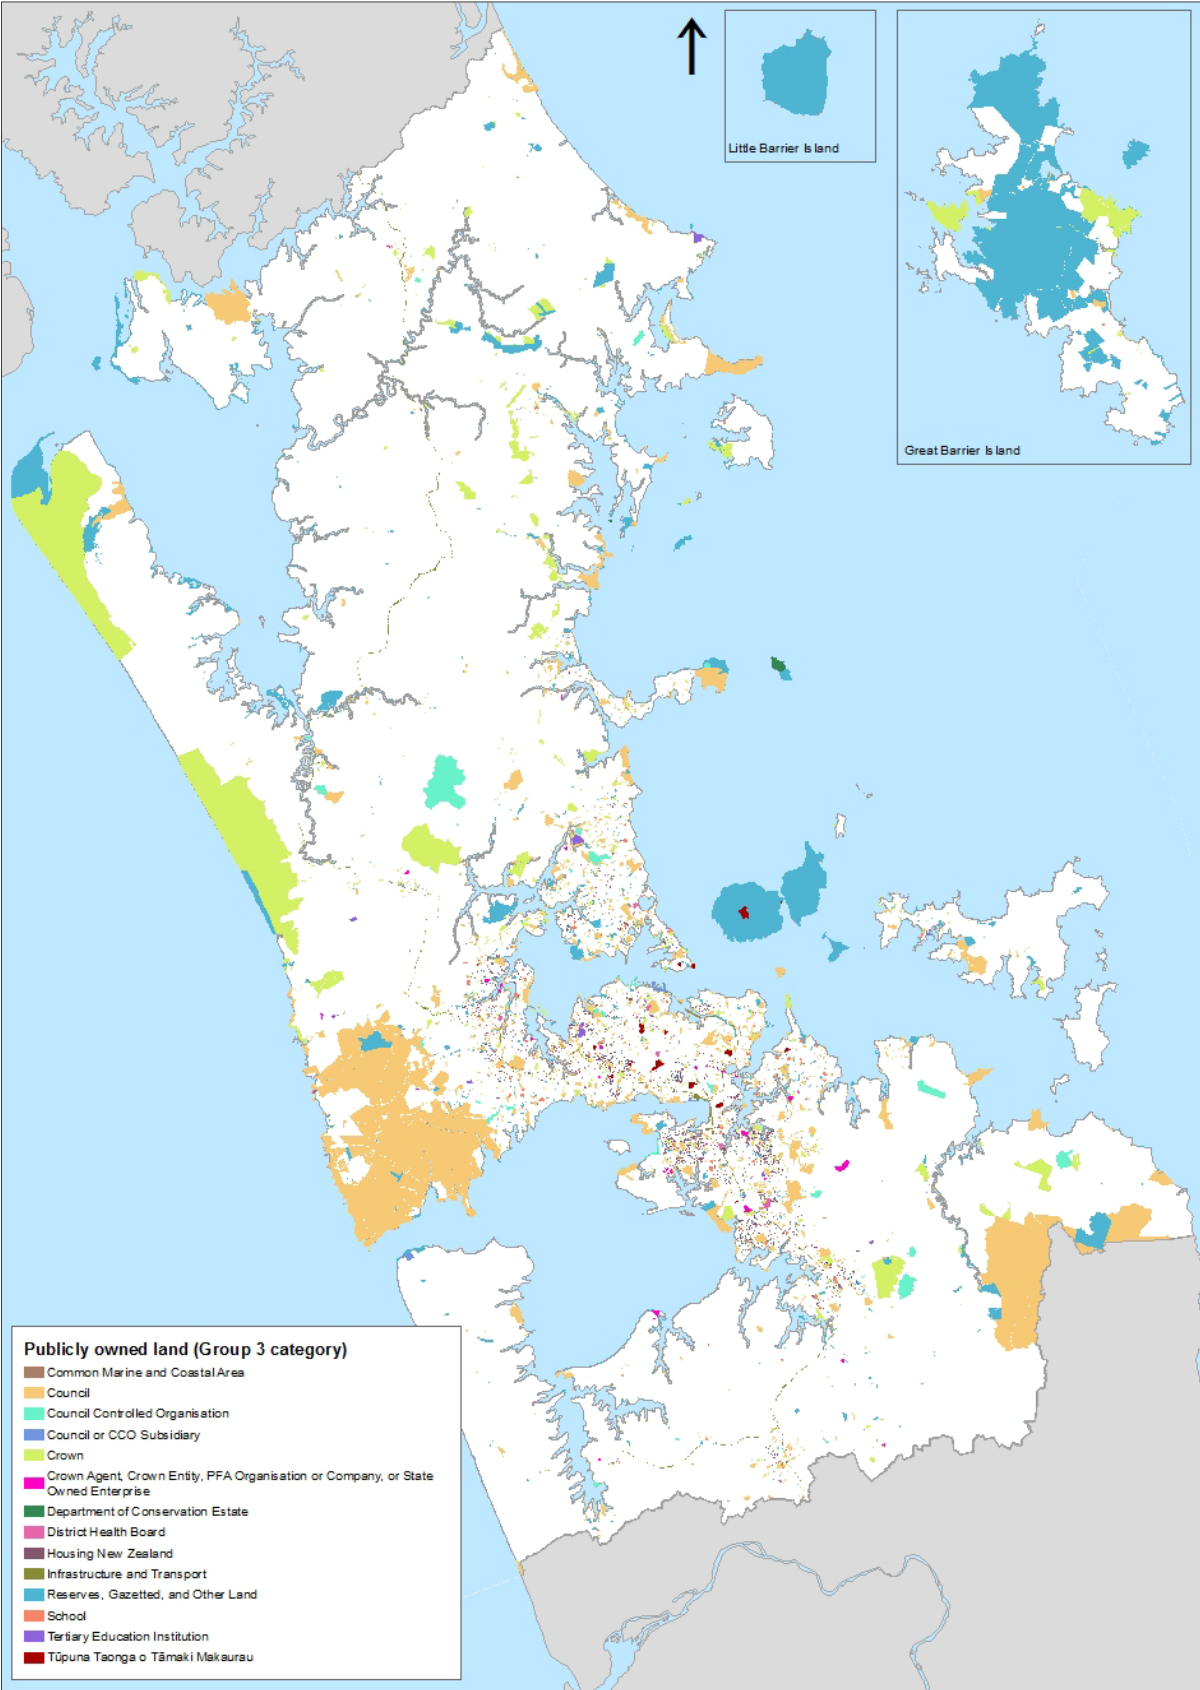 Little Barrier Island
Great Barrier Island
Publicly owned land (Group 3 category)
Common Marine and Coastal Area
Council
Council Controlled Organisation
Council or CCO Subsidiary
Crown
Crown Agent, Crown Entity, PFA Organisation or Company, or State
Owned Enterprise
Department of Conservation Estate
District Health Board
Housing New Zealand
Infrastructure and Transport
Reserves, Gazetted, and Other Land
School
Tertiary Education Institution
Tūpuna Taonga o Tāmaki Makaurau